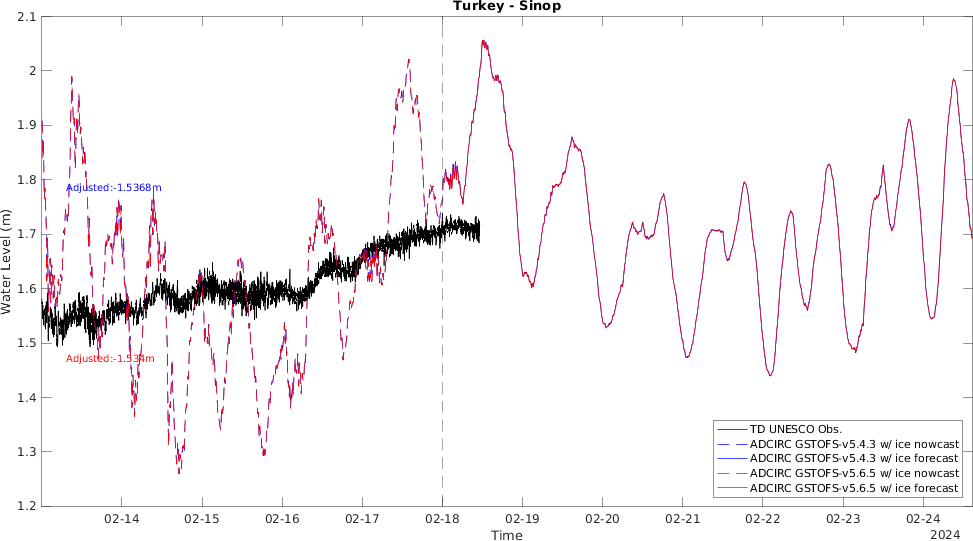 Turkey - Sinop
2.1
2
1.9
1.8
1.7
1.6
1.5
1.4
1.3
1.2
Water Level (m)
Adjusted:-1.5368m
Adjusted:-1.534m
TD UNESCO Obs.
ADCIRC GSTOFS-v5.4.3 w/ ice nowcast
ADCIRC GSTOFS-v5.4.3 w/ ice forecast
ADCIRC GSTOFS-v5.6.5 w/ ice nowcast
ADCIRC GSTOFS-v5.6.5 w/ ice forecast
02-14 02-15 02-16 02-17 02-18 02-19 02-20 02-21 02-22 02-23 02-24
Time
2024